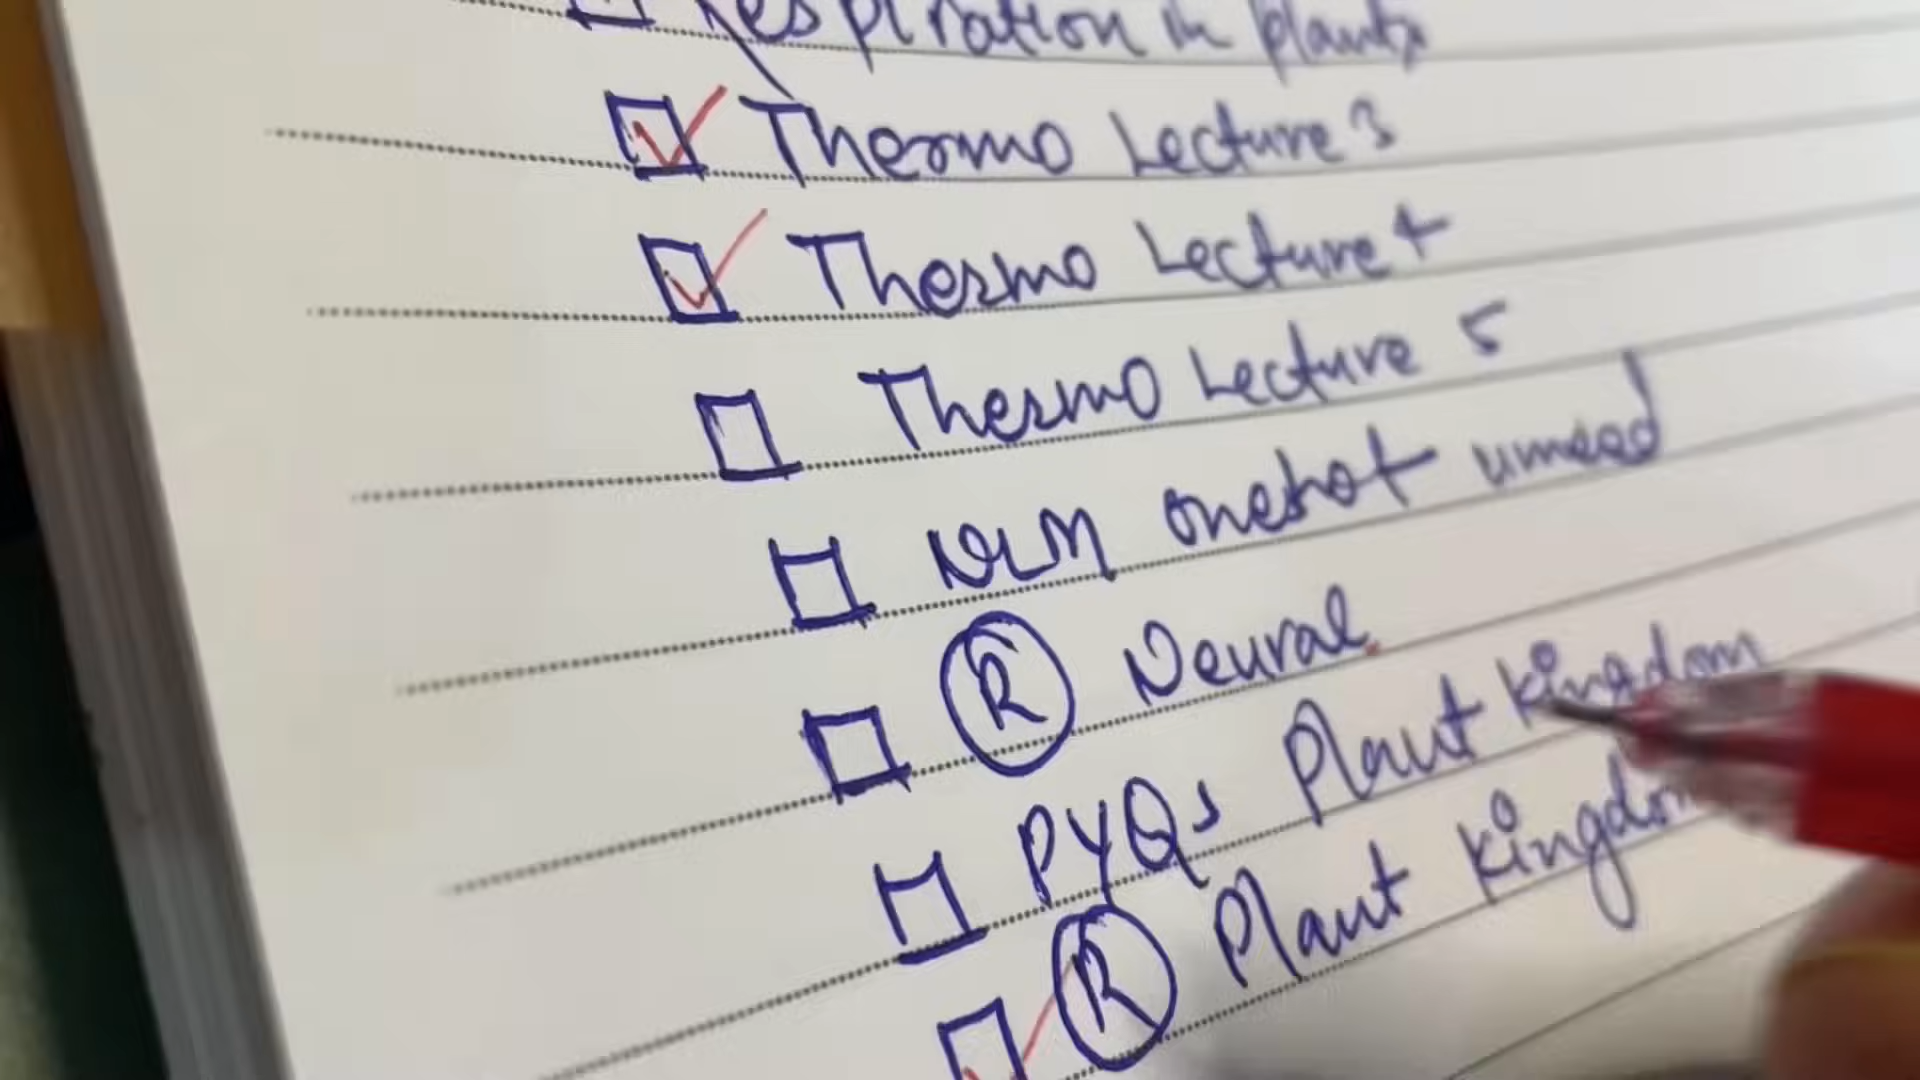 Respiration in plants
Thermo Lecture 3
Thermo Lecture 4
Thermo Lecture 5
NLM oneshot umeed
R Neural
PYQs Plant kingdom
R Plant kingdom